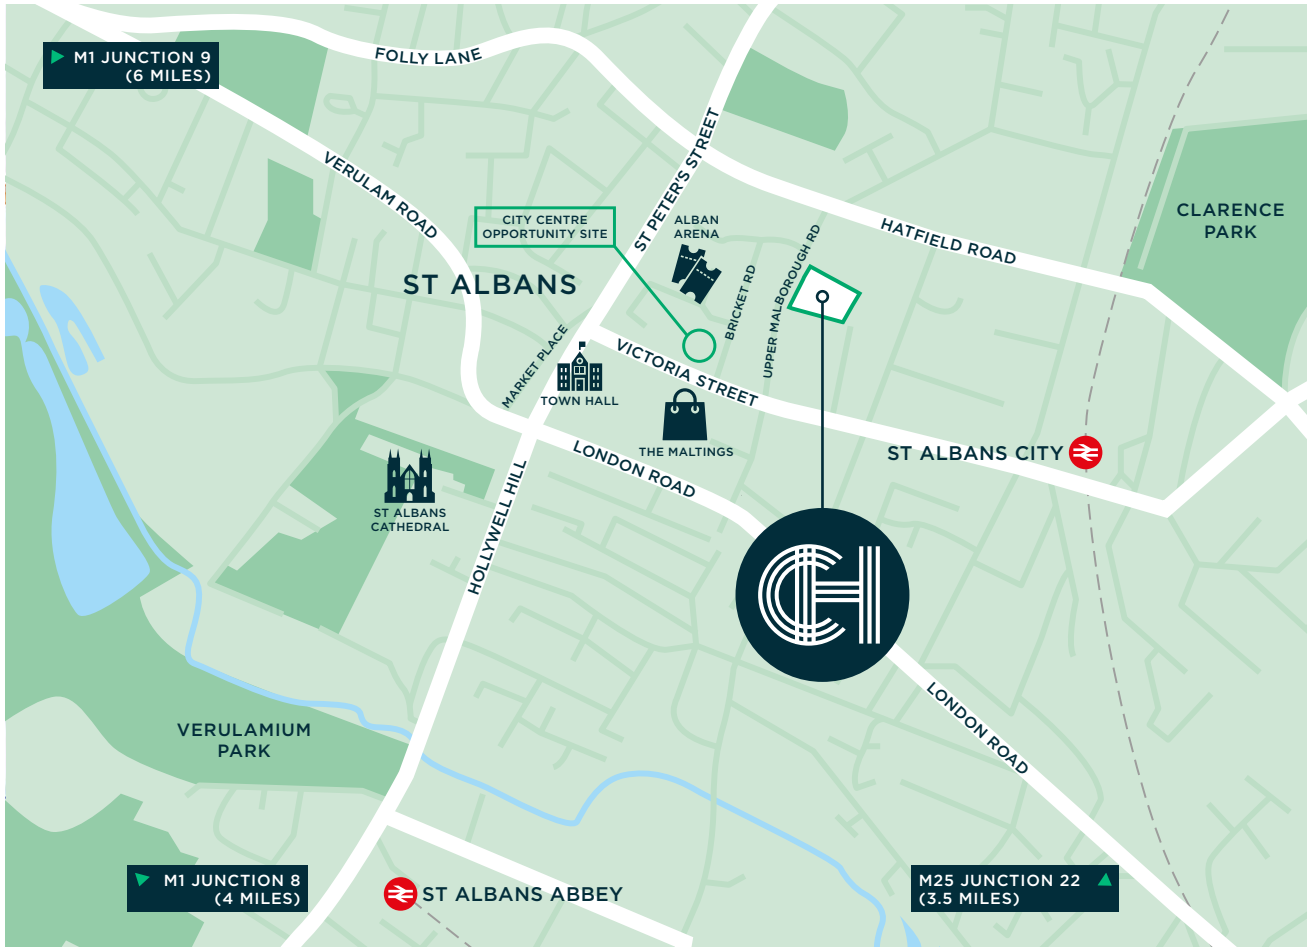 FOLLY LANE
M1 JUNCTION 9
(6 MILES)
VERULAM ROAD
ST PETER'S STREET
CITY CENTRE
OPPORTUNITY SITE
ALBAN
ARENA
HATFIELD ROAD
CLARENCE
PARK
ST ALBANS
BRICKET RD
UPPER MALBOROUGH RD
MARKET PLACE
VICTORIA STREET
TOWN HALL
THE MALTINGS
ST ALBANS CITY
LONDON ROAD
ST ALBANS
CATHEDRAL
HOLLYWELL HILL
CH
LONDON ROAD
VERULAMIUM
PARK
M1 JUNCTION 8
(4 MILES)
ST ALBANS ABBEY
M25 JUNCTION 22
(3.5 MILES)